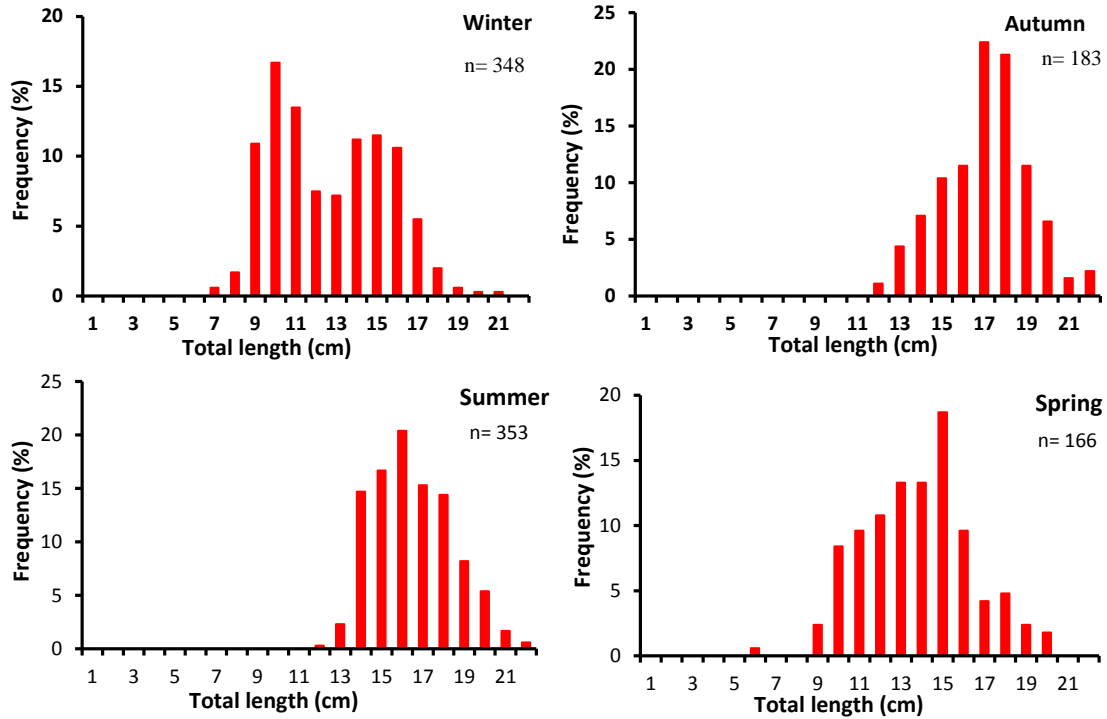 Winter
n= 348
Frequency (%)
20
15
10
5
0
1 3 5 7 9 11 13 15 17 19 21
Total length (cm)
Autumn
n= 183
Frequency (%)
25
20
15
10
5
0
1 3 5 7 9 11 13 15 17 19 21
Total length (cm)
Summer
n= 353
Frequency (%)
25
20
15
10
5
0
1 3 5 7 9 11 13 15 17 19 21
Total length (cm)
Spring
n= 166
Frequency (%)
20
15
10
5
0
1 3 5 7 9 11 13 15 17 19 21
Total length (cm)